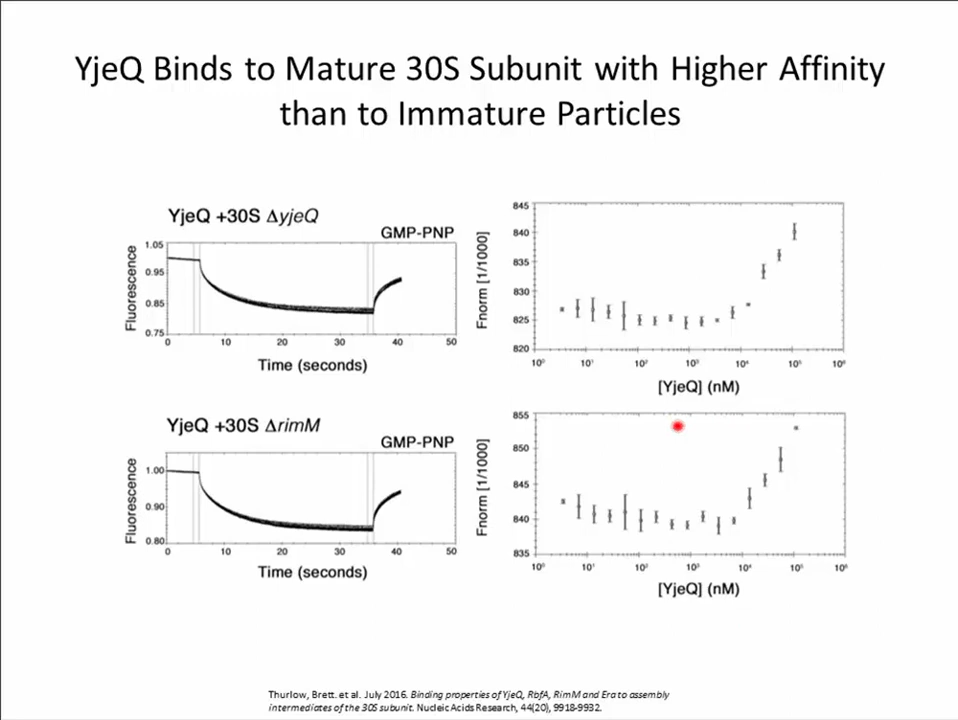 YjeQ Binds to Mature 30S Subunit with Higher Affinity
than to Immature Particles
YjeQ +30S ΔyjeQ
GMP-PNP
Fluorescence
1.05
0.95
0.85
0.75
0 10 20 30 40 50
Time (seconds)
Fnorm [1/1000]
845
840
835
830
825
820
10⁰ 10¹ 10² 10³ 10⁴ 10⁵ 10⁶
[YjeQ] (nM)
YjeQ +30S ΔrimM
GMP-PNP
Fluorescence
1.00
0.90
0.80
0 10 20 30 40 50
Time (seconds)
Fnorm [1/1000]
855
850
845
840
835
10⁰ 10¹ 10² 10³ 10⁴ 10⁵ 10⁶
[YjeQ] (nM)
Thurlow, Brett. et al. July 2016. Binding properties of YjeQ, RbfA, RimM and Era to assembly
intermediates of the 30S subunit. Nucleic Acids Research, 44(20), 9918-9932.